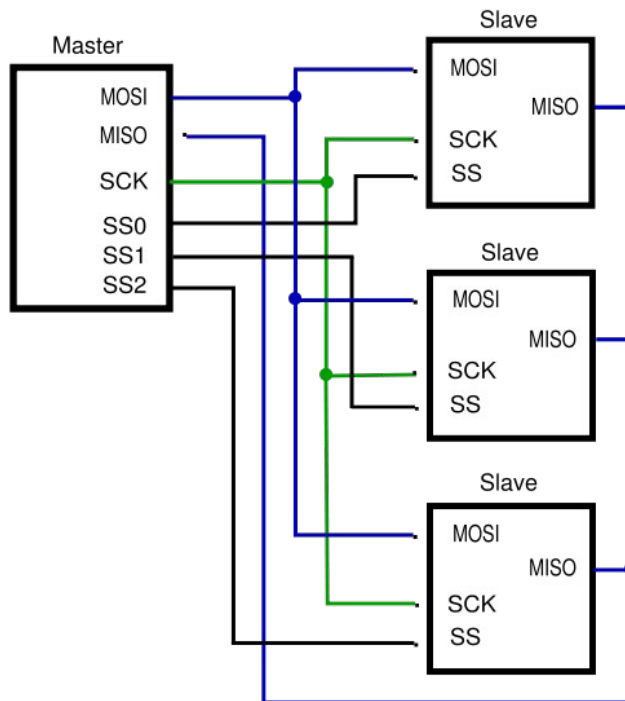 Master
MOSI
MISO
SCK
SS0
SS1
SS2
Slave
MOSI
MISO
SCK
SS
Slave
MOSI
MISO
SCK
SS
Slave
MOSI
MISO
SCK
SS